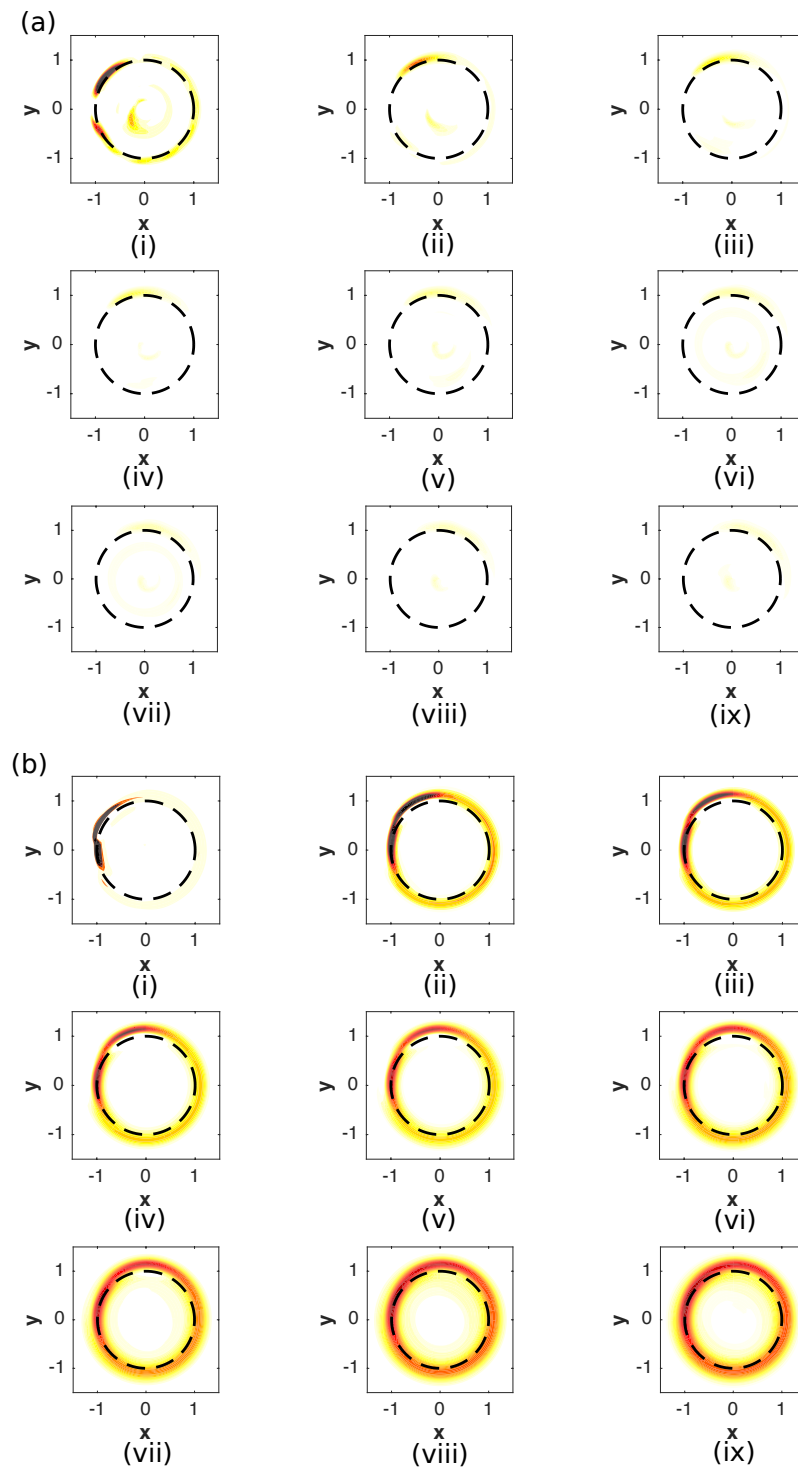 (a)
1 1 1
y 0 y 0 y 0
-1 -1 -1
-1 0 1 -1 0 1 -1 0 1
x x x
(i) (ii) (iii)
1 1 1
y 0 y 0 y 0
-1 -1 -1
-1 0 1 -1 0 1 -1 0 1
x x x
(iv) (v) (vi)
1 1 1
y 0 y 0 y 0
-1 -1 -1
-1 0 1 -1 0 1 -1 0 1
x x x
(vii) (viii) (ix)
(b)
1 1 1
y 0 y 0 y 0
-1 -1 -1
-1 0 1 -1 0 1 -1 0 1
x x x
(i) (ii) (iii)
1 1 1
y 0 y 0 y 0
-1 -1 -1
-1 0 1 -1 0 1 -1 0 1
x x x
(iv) (v) (vi)
1 1 1
y 0 y 0 y 0
-1 -1 -1
-1 0 1 -1 0 1 -1 0 1
x x x
(vii) (viii) (ix)